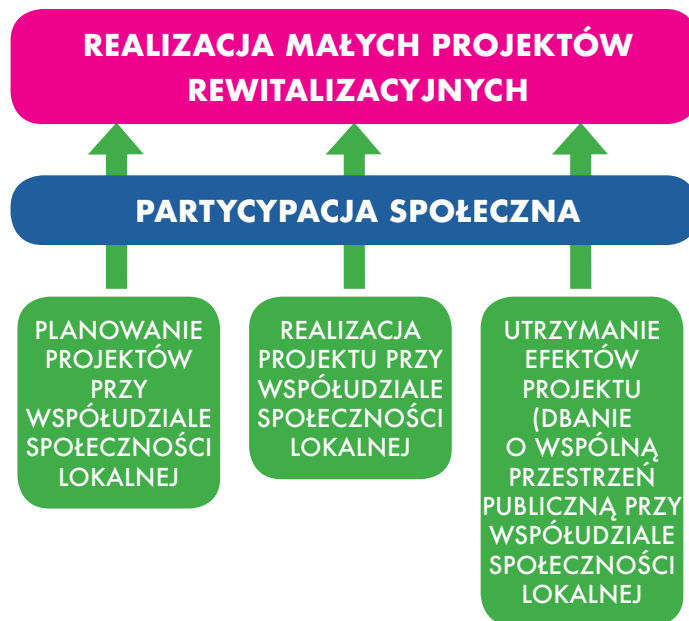 REALIZACJA MAŁYCH PROJEKTÓW
REWITALIZACYJNYCH
PARTYCYPACJA SPOŁECZNA
PLANOWANIE
PROJEKTÓW
PRZY
WSPÓŁUDZIALE
SPOŁECZNOŚCI
LOKALNEJ
REALIZACJA
PROJEKTU PRZY
WSPÓŁUDZIALE
SPOŁECZNOŚCI
LOKALNEJ
UTRZYMANIE
EFEKTÓW
PROJEKTU
(DBANIE
O WSPÓLNĄ
PRZESTRZEŃ
PUBLICZNĄ PRZY
WSPÓŁUDZIALE
SPOŁECZNOŚCI
LOKALNEJ